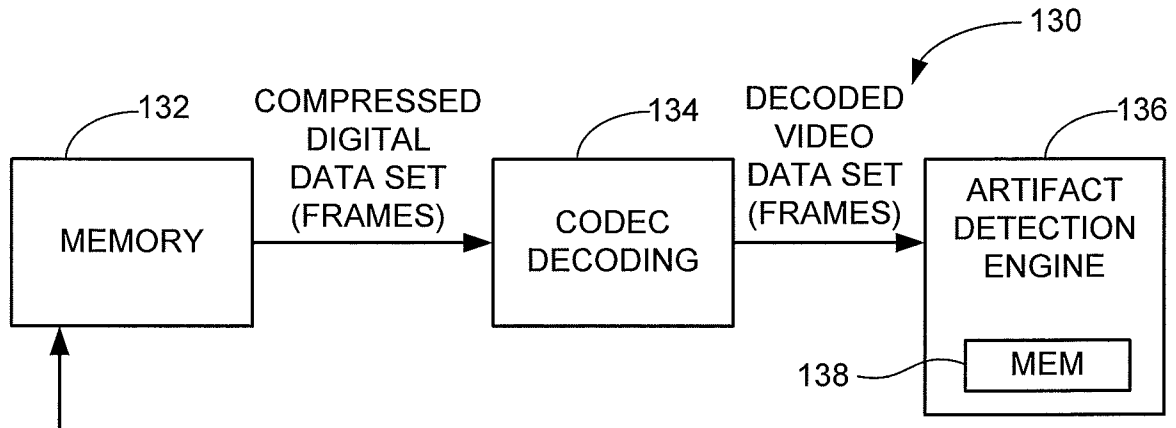 130
132
COMPRESSED
DIGITAL
DATA SET
(FRAMES)
134
DECODED
VIDEO
DATA SET
(FRAMES)
136
MEMORY
CODEC
DECODING
ARTIFACT
DETECTION
ENGINE
138
MEM